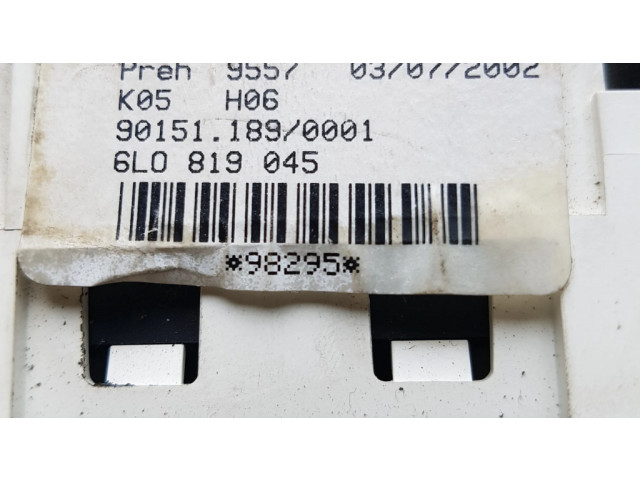 Preh 9557 03/07/2002
K05 H06
90151.189/0001
6L0 819 045
*98295*